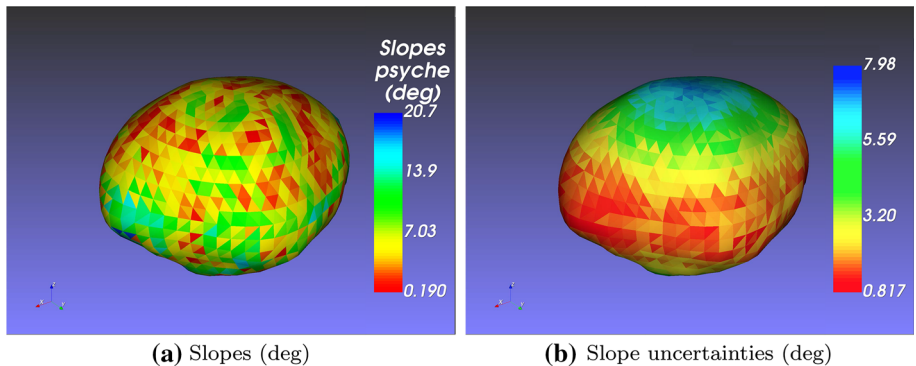 Slopes
psyche
(deg)
20.7
13.9
7.03
0.190
7.98
5.59
3.20
0.817
z
x
y
z
x
y
(a) Slopes (deg)
(b) Slope uncertainties (deg)